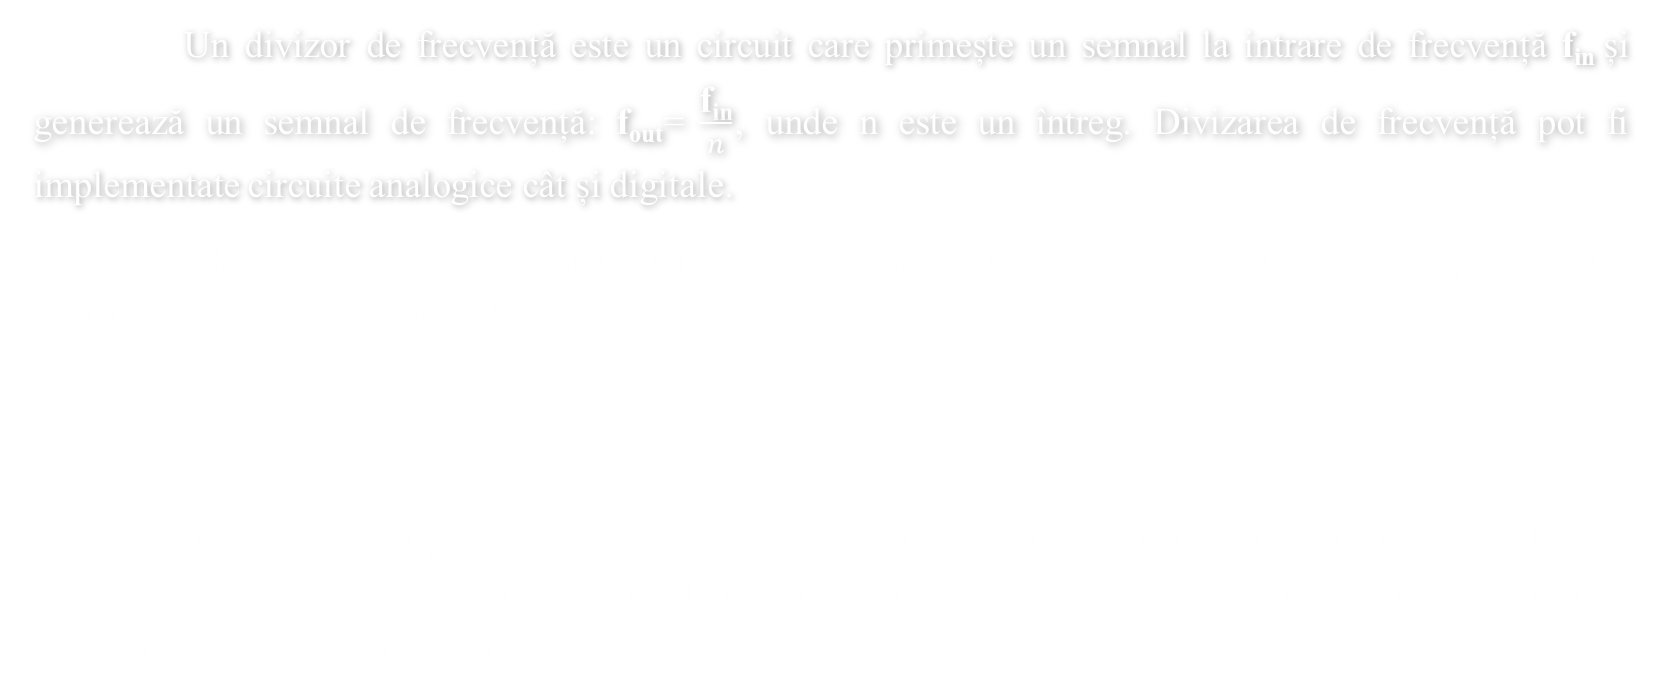 Un divizor de frecvență este un circuit care primește un semnal la intrare de frecvență fin și
generează un semnal de frecvență: fout= fin/n, unde n este un întreg. Divizarea de frecvență pot fi
implementate circuite analogice cât și digitale.